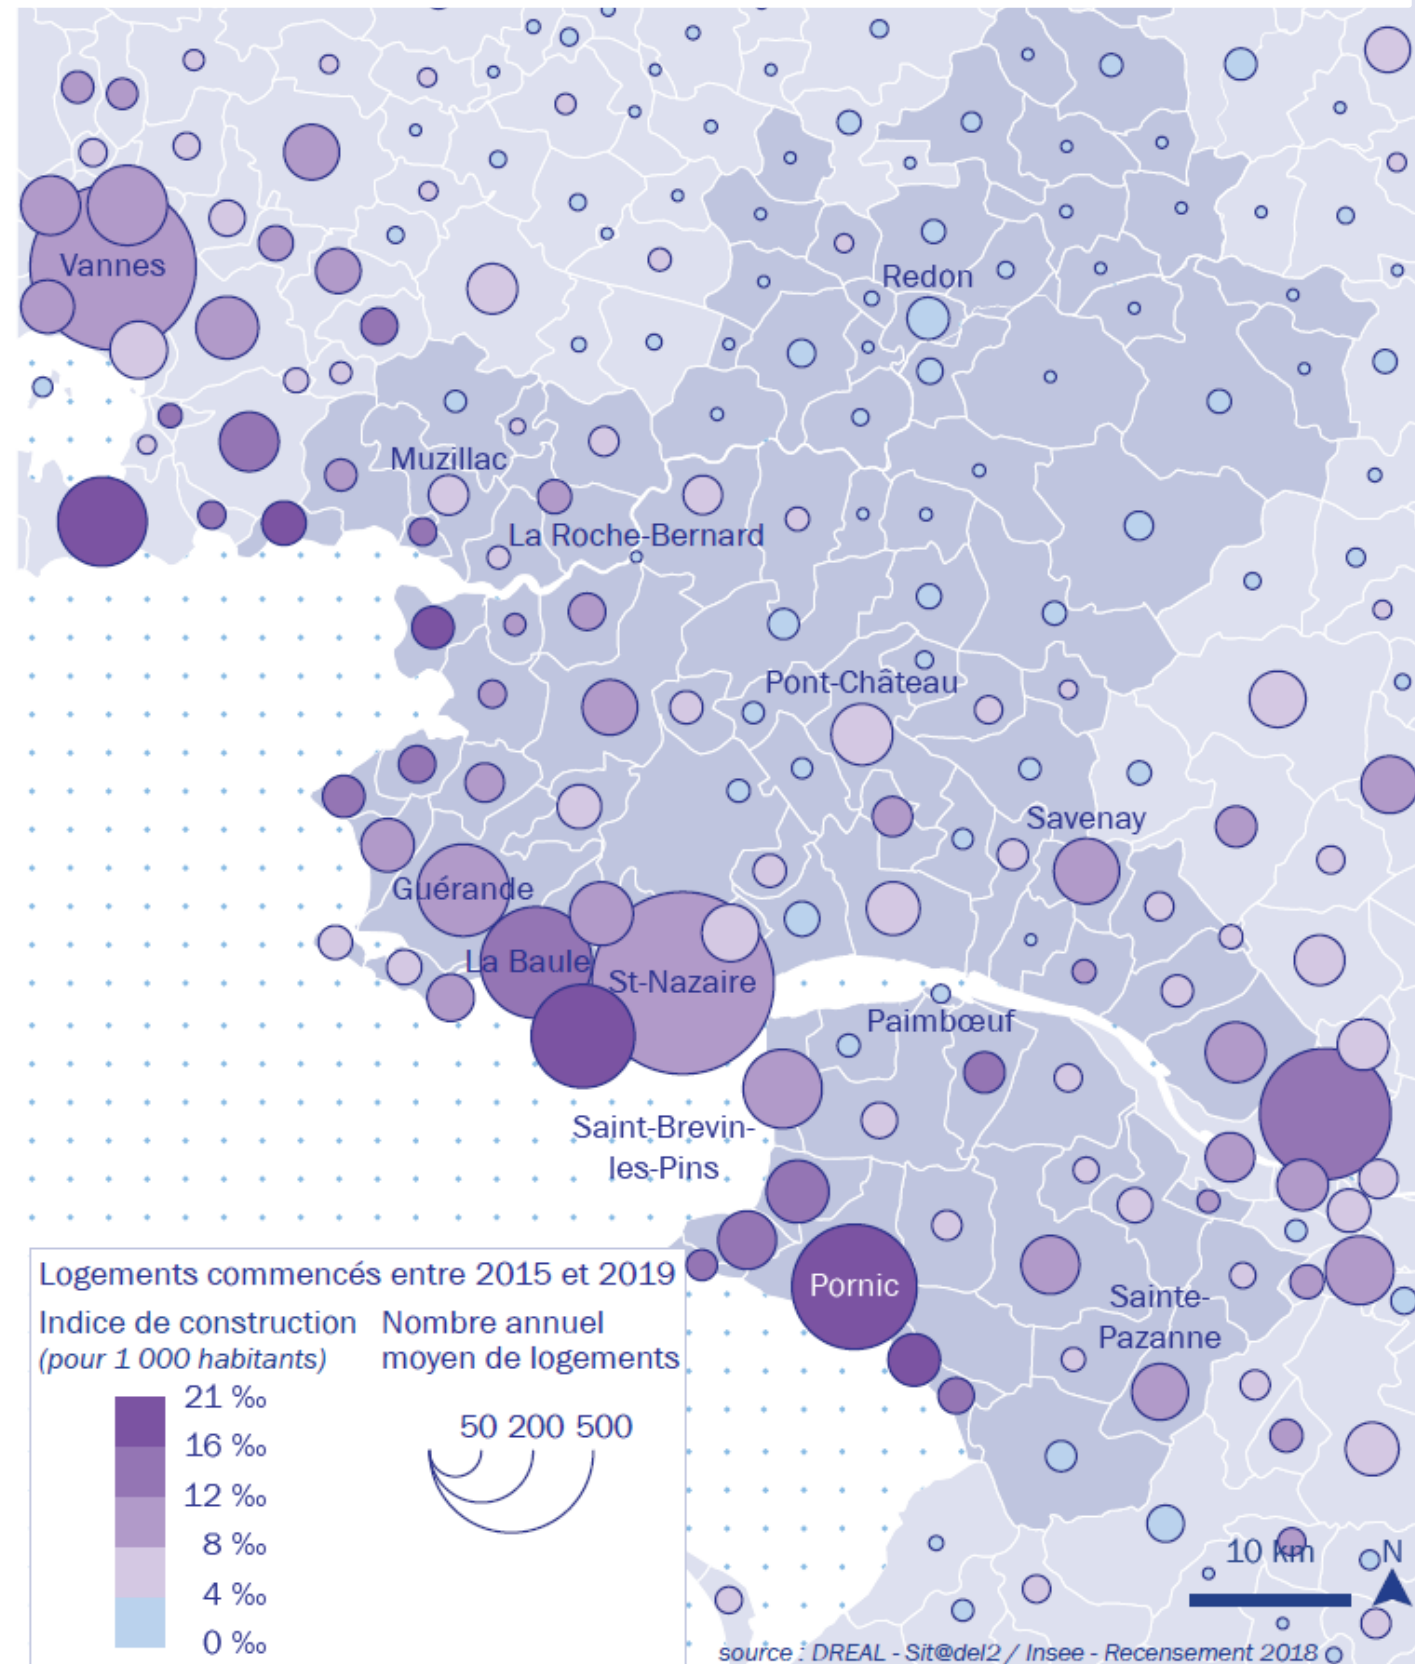 Vannes
Redon
Muzillac
La Roche-Bernard
Pont-Château
Savenay
Guérande
La Baule
St-Nazaire
Paimbœuf
Saint-Brevin-
les-Pins
Pornic
Sainte-
Pazanne
Logements commencés entre 2015 et 2019
Indice de construction
(pour 1 000 habitants)
Nombre annuel
moyen de logements
21 ‰
16 ‰
12 ‰
8 ‰
4 ‰
0 ‰
50 200 500
10 km
N
source : DREAL - Sit@del2 / Insee - Recensement 2018